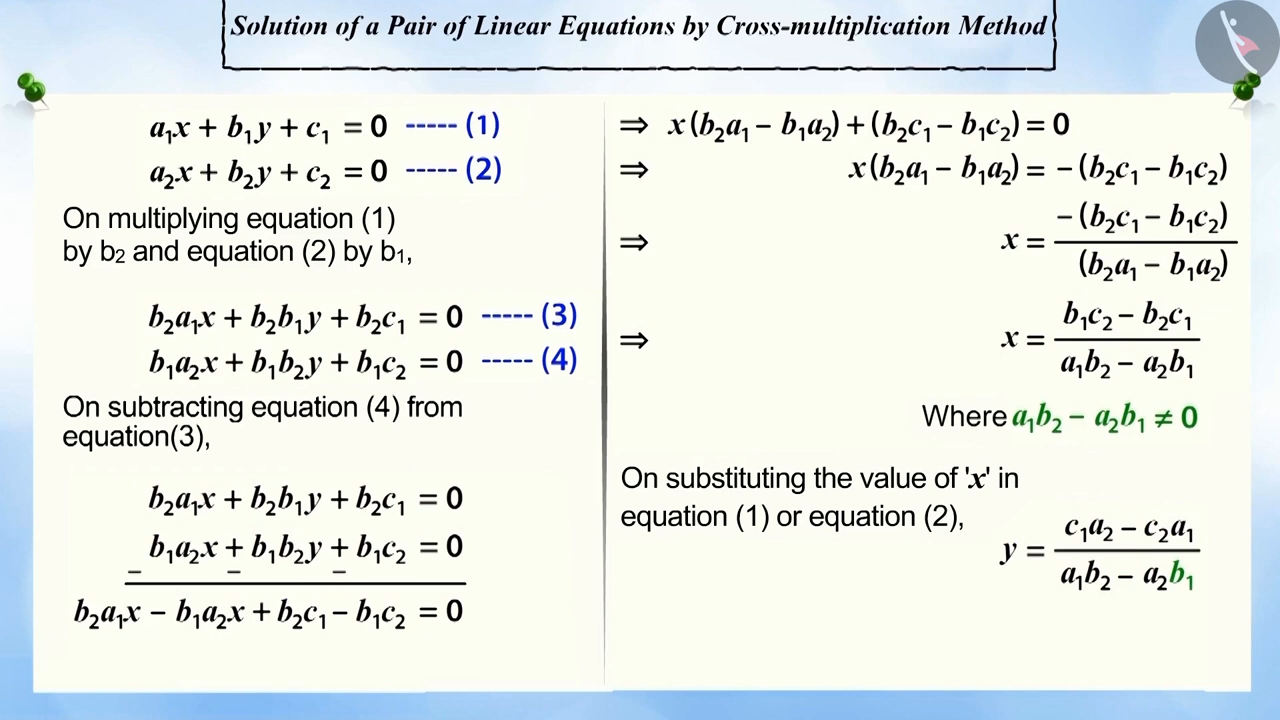 Solution of a Pair of Linear Equations by Cross-multiplication Method
a₁x + b₁y + c₁ = 0 ----- (1)
a₂x + b₂y + c₂ = 0 ----- (2)
On multiplying equation (1)
by b₂ and equation (2) by b₁,
b₂a₁x + b₂b₁y + b₂c₁ = 0 ----- (3)
b₁a₂x + b₁b₂y + b₁c₂ = 0 ----- (4)
On subtracting equation (4) from
equation(3),
b₂a₁x + b₂b₁y + b₂c₁ = 0
b₁a₂x + b₁b₂y + b₁c₂ = 0
− − −
b₂a₁x − b₁a₂x + b₂c₁ − b₁c₂ = 0
⇒ x(b₂a₁ − b₁a₂) + (b₂c₁ − b₁c₂) = 0
⇒ x(b₂a₁ − b₁a₂) = −(b₂c₁ − b₁c₂)
−(b₂c₁ − b₁c₂)
⇒ x =
(b₂a₁ − b₁a₂)
b₁c₂ − b₂c₁
⇒ x =
a₁b₂ − a₂b₁
Where a₁b₂ − a₂b₁ ≠ 0
On substituting the value of 'x' in
equation (1) or equation (2),
c₁a₂ − c₂a₁
y =
a₁b₂ − a₂b₁